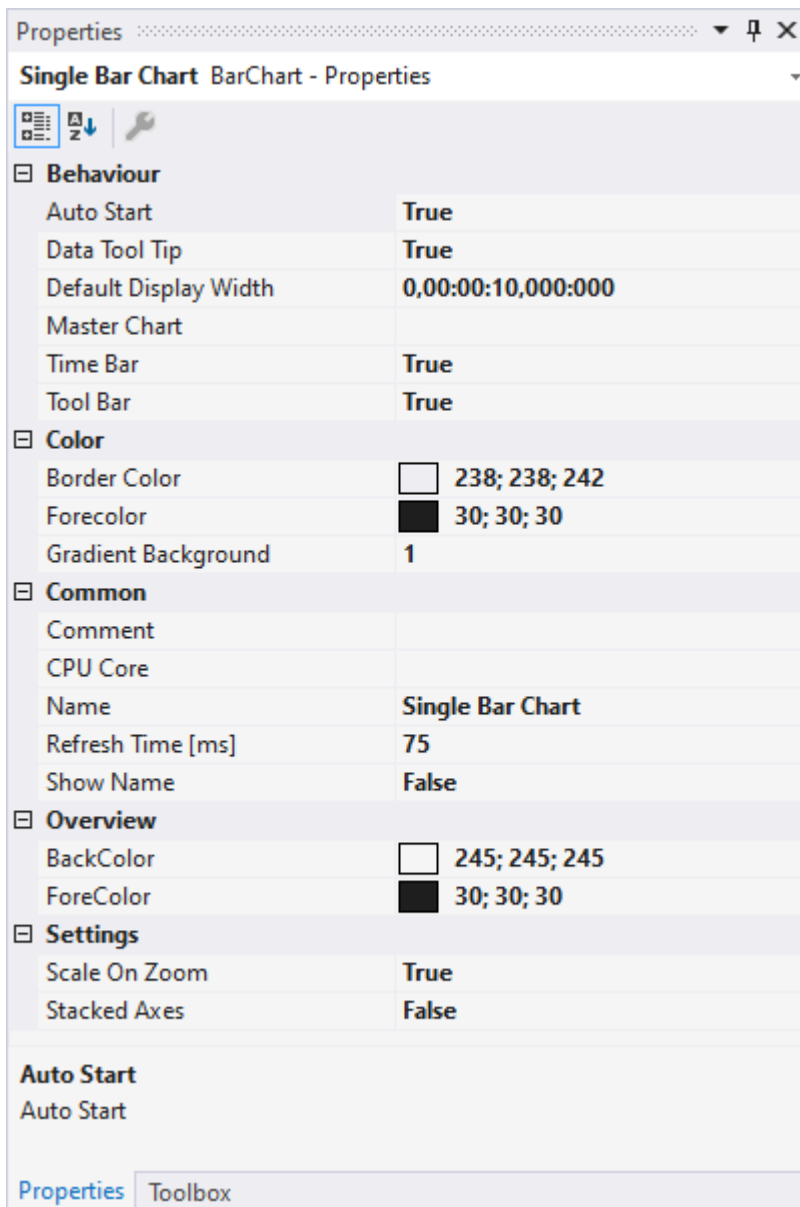 Properties
Single Bar Chart BarChart - Properties
Behaviour
Auto Start True
Data Tool Tip True
Default Display Width 0,00:00:10,000:000
Master Chart
Time Bar True
Tool Bar True
Color
Border Color 238; 238; 242
Forecolor 30; 30; 30
Gradient Background 1
Common
Comment
CPU Core
Name Single Bar Chart
Refresh Time [ms] 75
Show Name False
Overview
BackColor 245; 245; 245
ForeColor 30; 30; 30
Settings
Scale On Zoom True
Stacked Axes False
Auto Start
Auto Start
Properties Toolbox